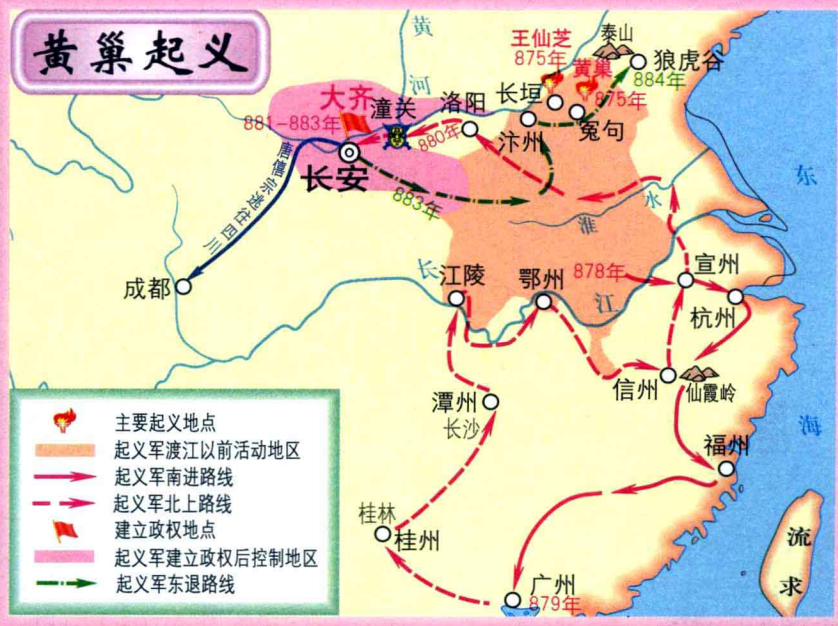 黄巢起义
黄
河
王仙芝
875年
泰山
狼虎谷
884年
黄巢
875年
长垣
冤句
汴州
大齐
881-883年
潼关
洛阳
880年
长安
883年
唐僖宗逃往四川
成都
淮
水
东
海
长
江
江陵
鄂州
878年
宣州
杭州
信州
仙霞岭
潭州
长沙
福州
桂林
桂州
广州
879年
流
求
主要起义地点
起义军渡江以前活动地区
起义军南进路线
起义军北上路线
建立政权地点
起义军建立政权后控制地区
起义军东退路线